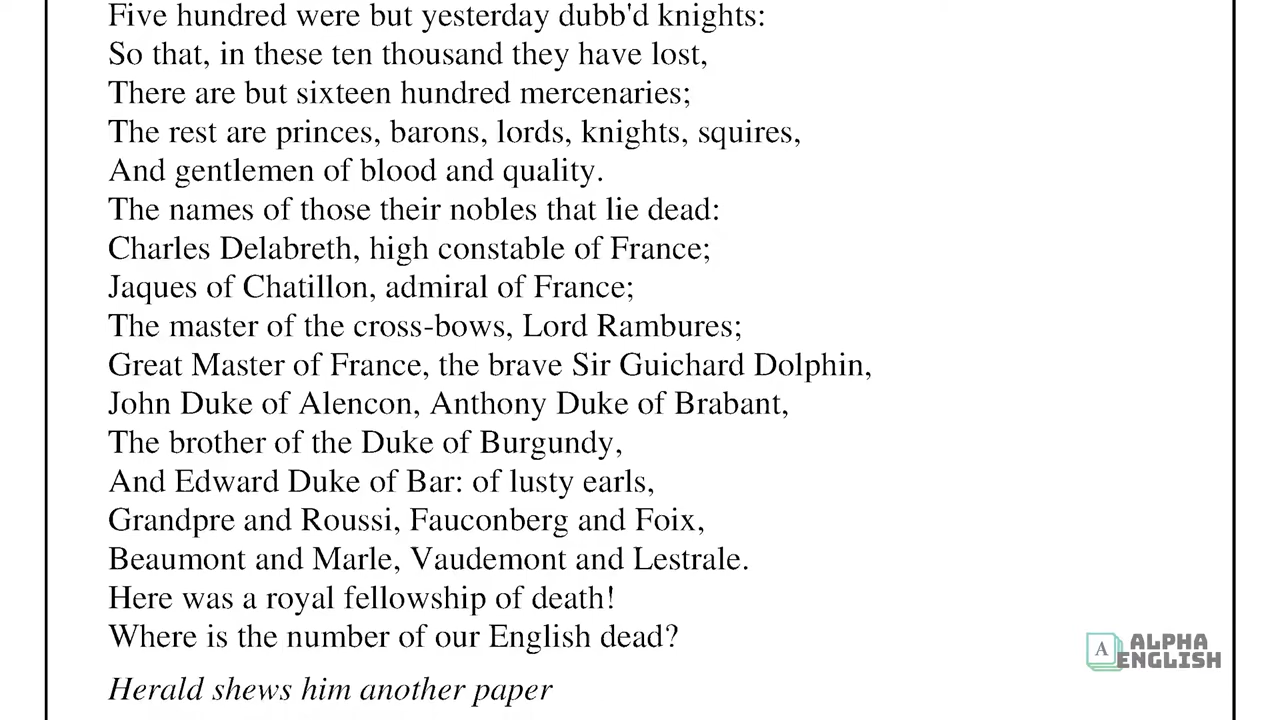 Five hundred were but yesterday dubb'd knights:
So that, in these ten thousand they have lost,
There are but sixteen hundred mercenaries;
The rest are princes, barons, lords, knights, squires,
And gentlemen of blood and quality.
The names of those their nobles that lie dead:
Charles Delabreth, high constable of France;
Jaques of Chatillon, admiral of France;
The master of the cross-bows, Lord Rambures;
Great Master of France, the brave Sir Guichard Dolphin,
John Duke of Alencon, Anthony Duke of Brabant,
The brother of the Duke of Burgundy,
And Edward Duke of Bar: of lusty earls,
Grandpre and Roussi, Fauconberg and Foix,
Beaumont and Marle, Vaudemont and Lestrale.
Here was a royal fellowship of death!
Where is the number of our English dead?
Herald shews him another paper
A ALPHA
ENGLISH